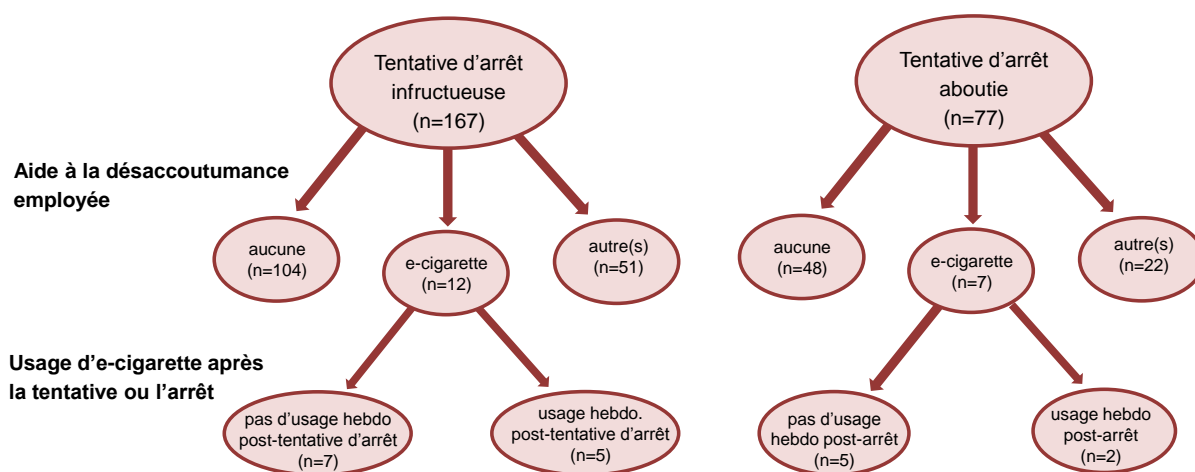 Tentative d'arrêt
infructueuse
(n=167)
Tentative d'arrêt
aboutie
(n=77)
Aide à la désaccoutumance
employée
aucune
(n=104)
e-cigarette
(n=12)
autre(s)
(n=51)
aucune
(n=48)
e-cigarette
(n=7)
autre(s)
(n=22)
Usage d'e-cigarette après
la tentative ou l'arrêt
pas d'usage hebdo
post-tentative d'arrêt
(n=7)
usage hebdo.
post-tentative d'arrêt
(n=5)
pas d'usage
hebdo post-arrêt
(n=5)
usage hebdo
post-arrêt
(n=2)